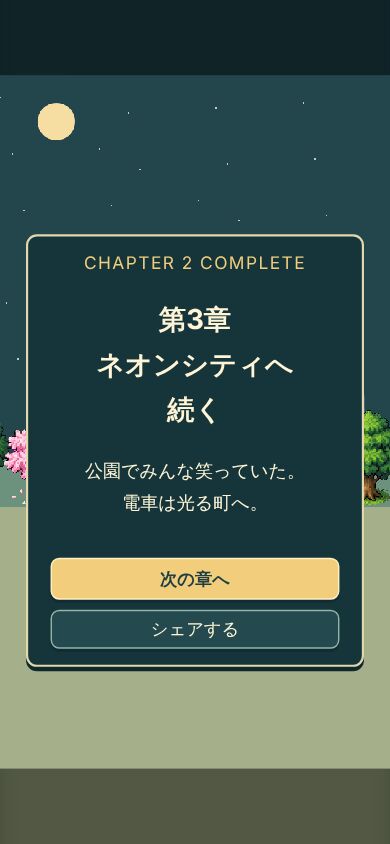 CHAPTER 2 COMPLETE
第3章
ネオンシティへ
続く
公園でみんな笑っていた。
電車は光る町へ。
次の章へ
シェアする